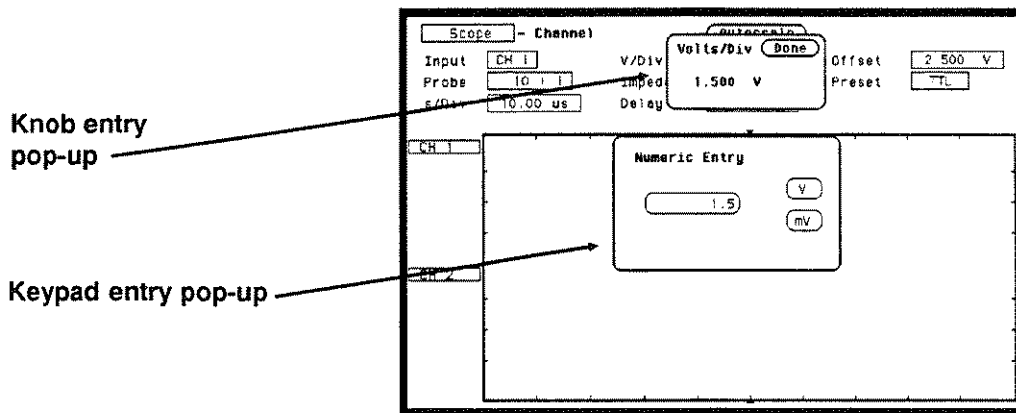 Scope - Channel
Autoscale
Input CH 1 V/Div Offset 2 500 V
Probe 10 : 1 Imped Preset TTL
s/Div 10.00 us Delay
Volts/Div Done
1.500 V
Knob entry
pop-up
CH 1
Numeric Entry
1.5 V
mV
CH 2
Keypad entry pop-up